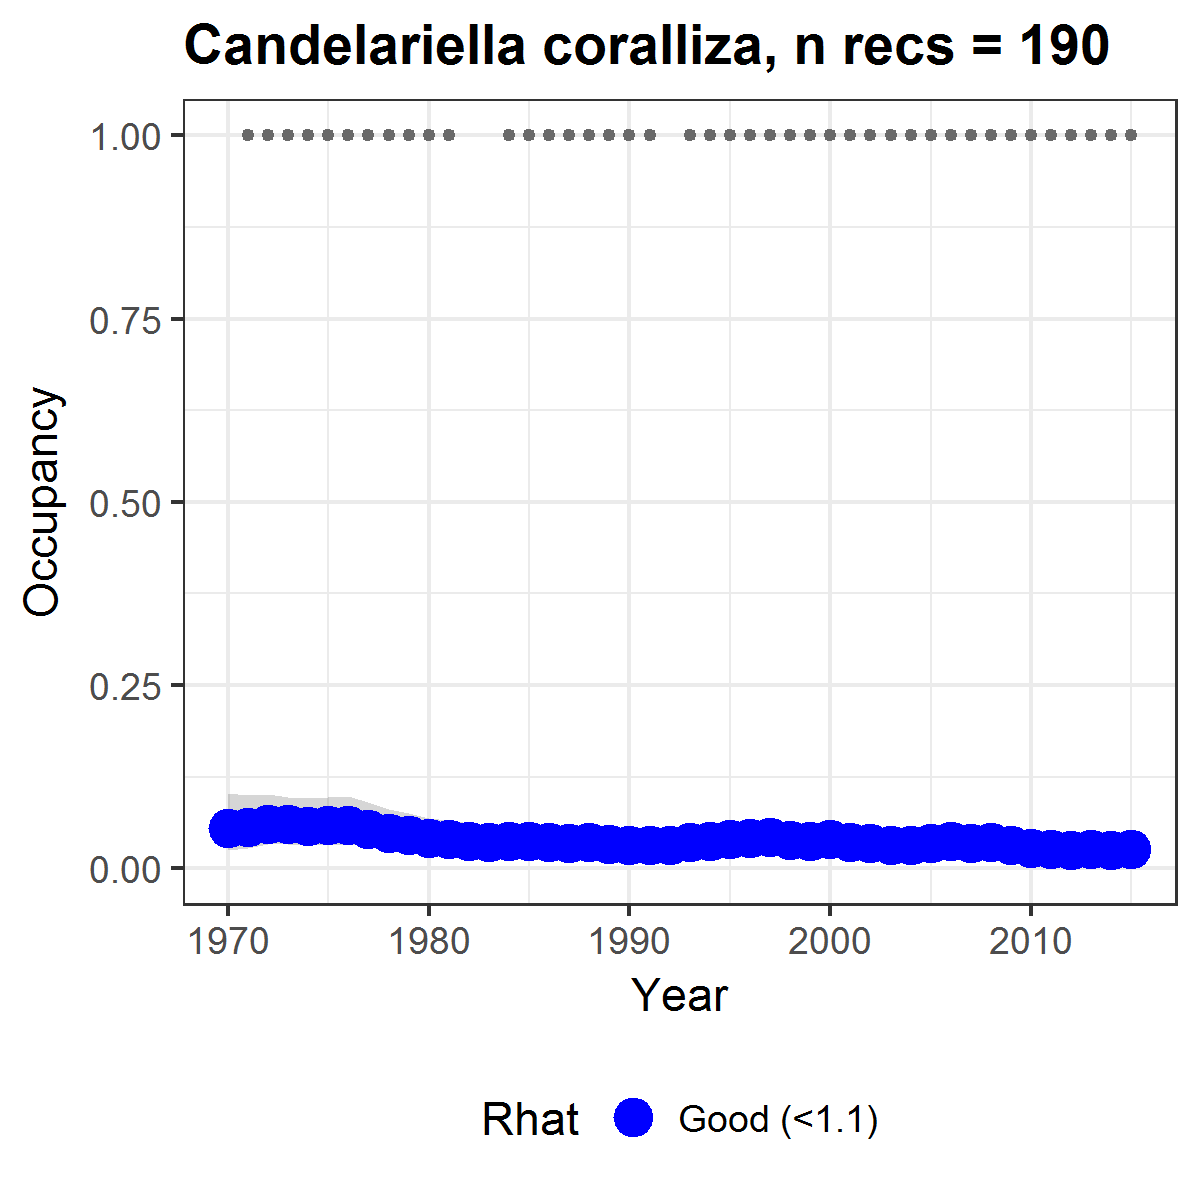 Candelariella coralliza, n recs = 190
1.00
0.75
0.50
0.25
0.00
Occupancy
1970 1980 1990 2000 2010
Year
Rhat Good (<1.1)